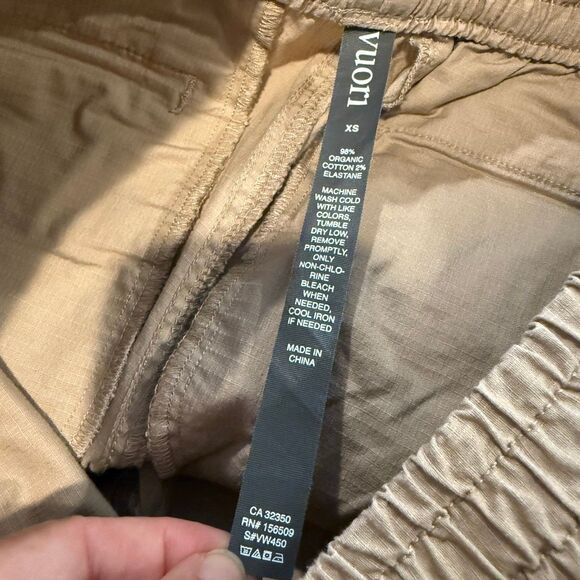 vuori
XS
98%
ORGANIC
COTTON 2%
ELASTANE
MACHINE
WASH COLD
WITH LIKE
COLORS,
TUMBLE
DRY LOW,
REMOVE
PROMPTLY,
ONLY
NON-CHLO-
RINE
BLEACH
WHEN
NEEDED,
COOL IRON
IF NEEDED
MADE IN
CHINA
CA 32350
RN# 156509
S#VW450